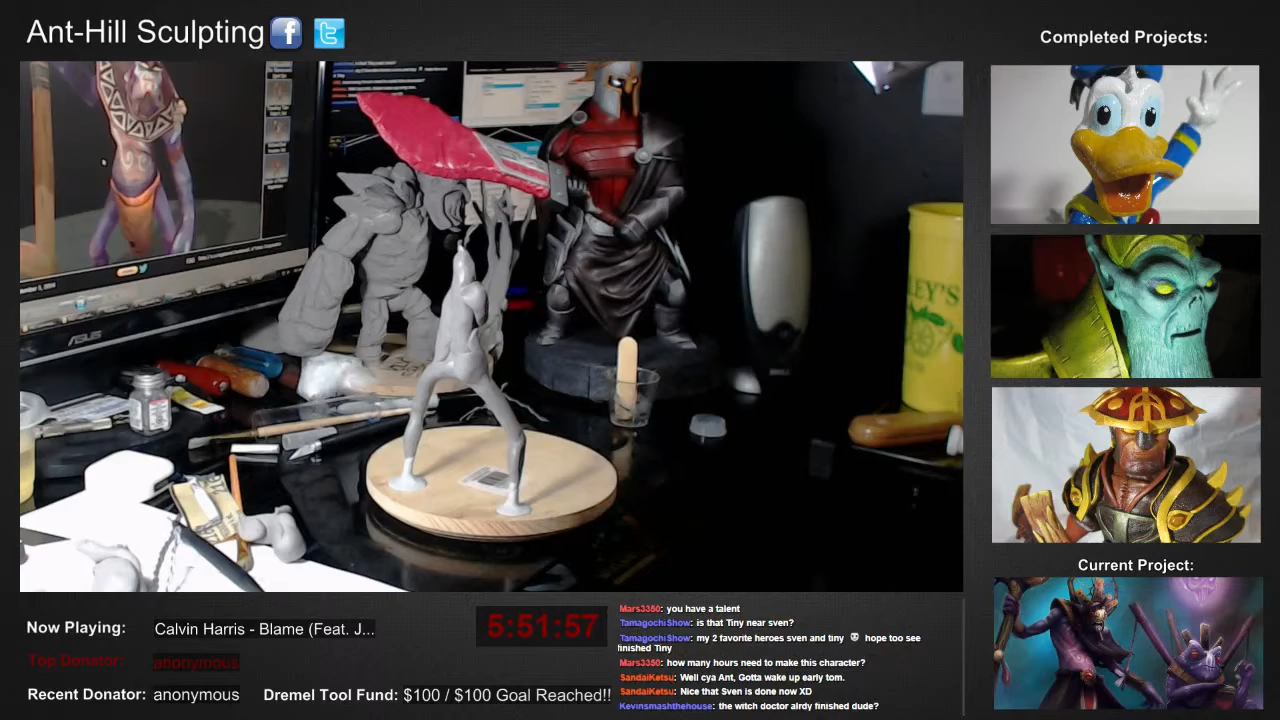 Ant-Hill Sculpting
Completed Projects:
ASUS
LEY'S
Current Project:
Now Playing: Calvin Harris - Blame (Feat. J...
Top Donator: anonymous
Recent Donator: anonymous
Dremel Tool Fund: $100 / $100 Goal Reached!!
5:51:57
Mars3350: you have a talent
TamagochiShow: is that Tiny near sven?
TamagochiShow: my 2 favorite heroes sven and tiny hope too see
finished Tiny
Mars3350: how many hours need to make this character?
SandaiKetsu: Well cya Ant, Gotta wake up early tom.
SandaiKetsu: Nice that Sven is done now XD
Kevinsmashthehouse: the witch doctor alrdy finished dude?